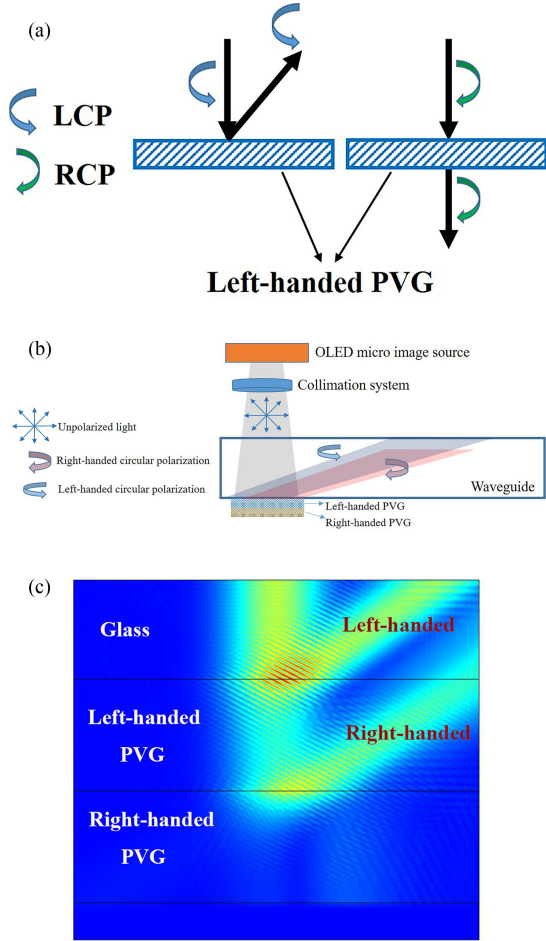 (a)
LCP
RCP
Left-handed PVG
(b)
OLED micro image source
Collimation system
Unpolarized light
Right-handed circular polarization
Left-handed circular polarization
Waveguide
Left-handed PVG
Right-handed PVG
(c)
Glass
Left-handed
Left-handed
PVG
Right-handed
Right-handed
PVG